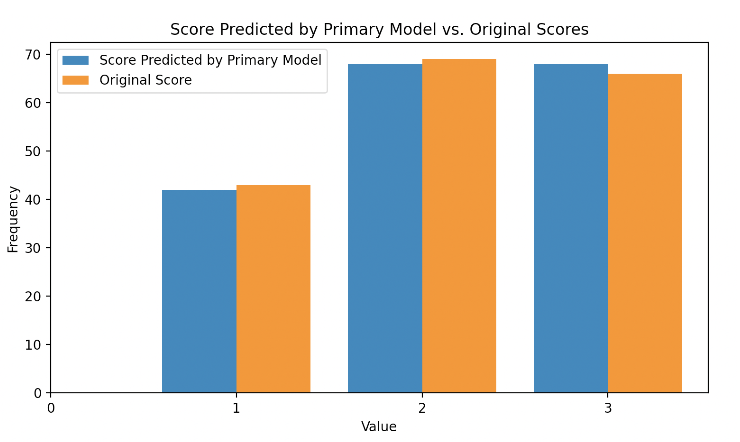 Score Predicted by Primary Model vs. Original Scores
Score Predicted by Primary Model
Original Score
70
60
50
40
30
20
10
0
Frequency
0 1 2 3
Value